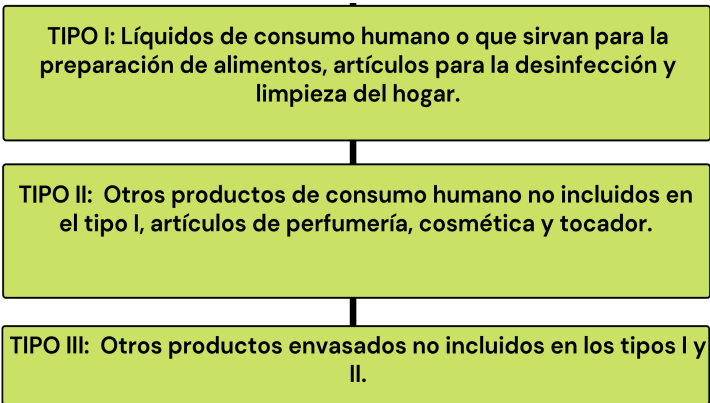 TIPO I: Líquidos de consumo humano o que sirvan para la
preparación de alimentos, artículos para la desinfección y
limpieza del hogar.
TIPO II: Otros productos de consumo humano no incluidos en
el tipo I, artículos de perfumería, cosmética y tocador.
TIPO III: Otros productos envasados no incluidos en los tipos I y
II.